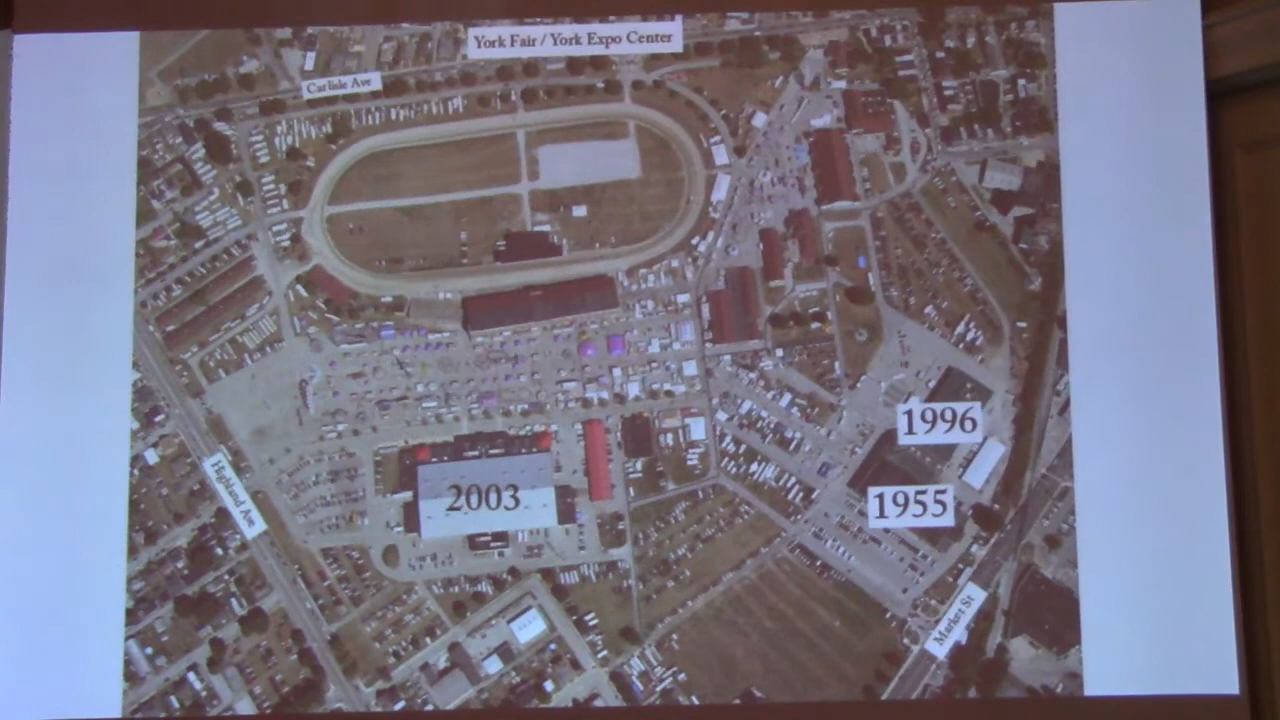 York Fair / York Expo Center
Carlisle Ave
1996
2003
1955
Highland Ave
Market St